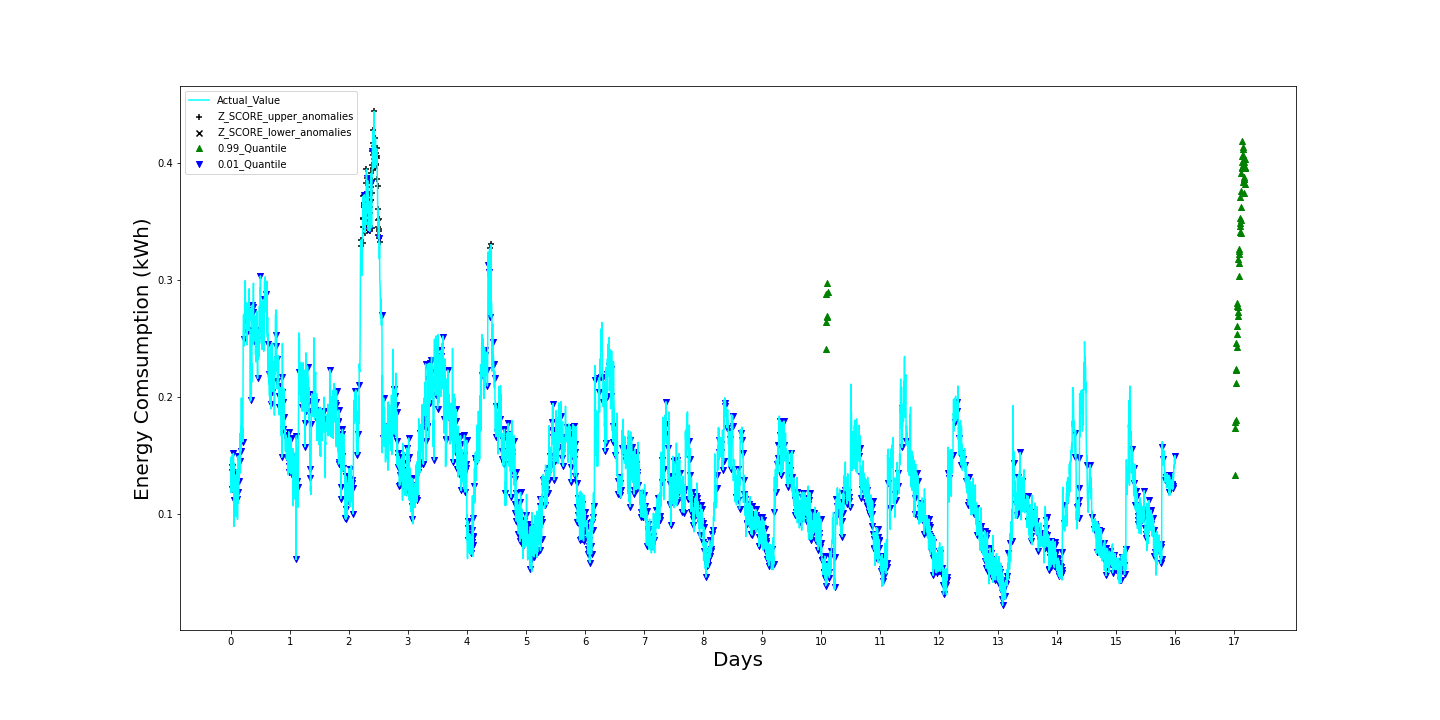 Actual_Value
Z_SCORE_upper_anomalies
Z_SCORE_lower_anomalies
0.99_Quantile
0.01_Quantile
0.4
0.3
0.2
0.1
Energy Comsumption (kWh)
0 1 2 3 4 5 6 7 8 9 10 11 12 13 14 15 16 17
Days